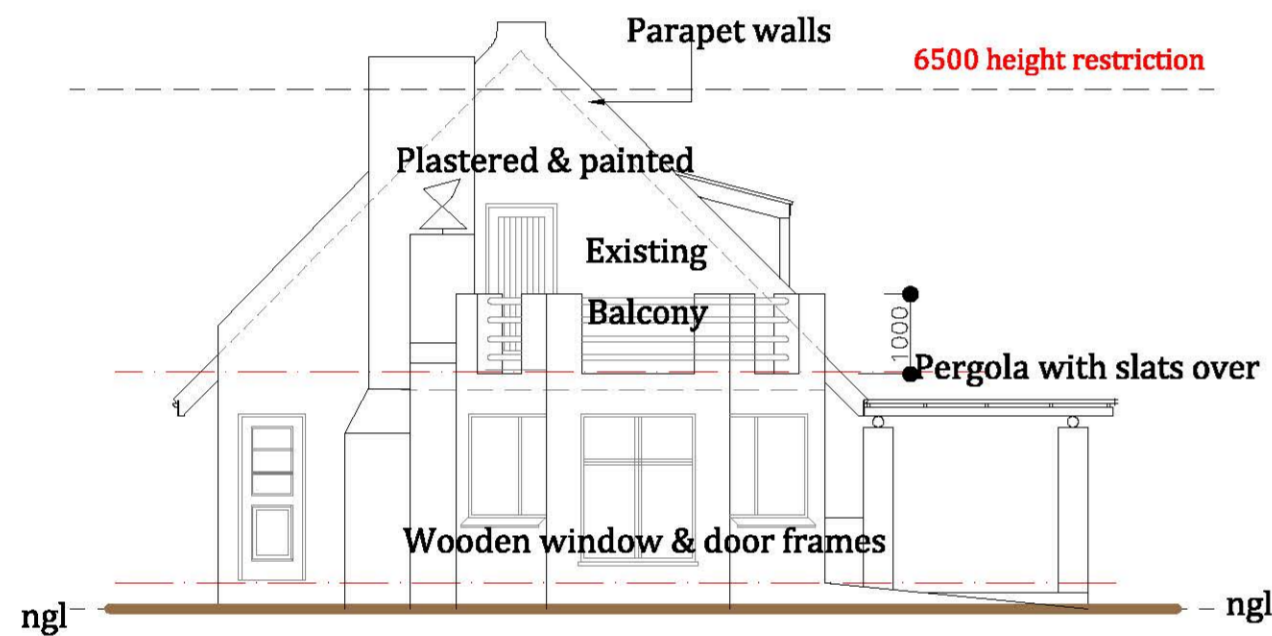 Parapet walls
6500 height restriction
Plastered & painted
Existing
Balcony
1000
Pergola with slats over
Wooden window & door frames
ngl
ngl